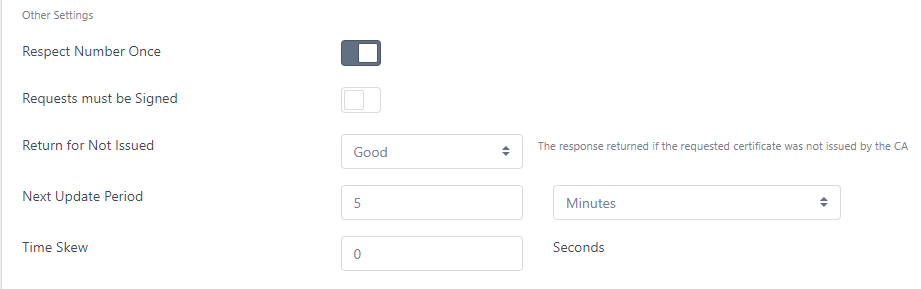 Other Settings
Respect Number Once
Requests must be Signed
Return for Not Issued
Good
The response returned if the requested certificate was not issued by the CA
Next Update Period
5
Minutes
Time Skew
0
Seconds